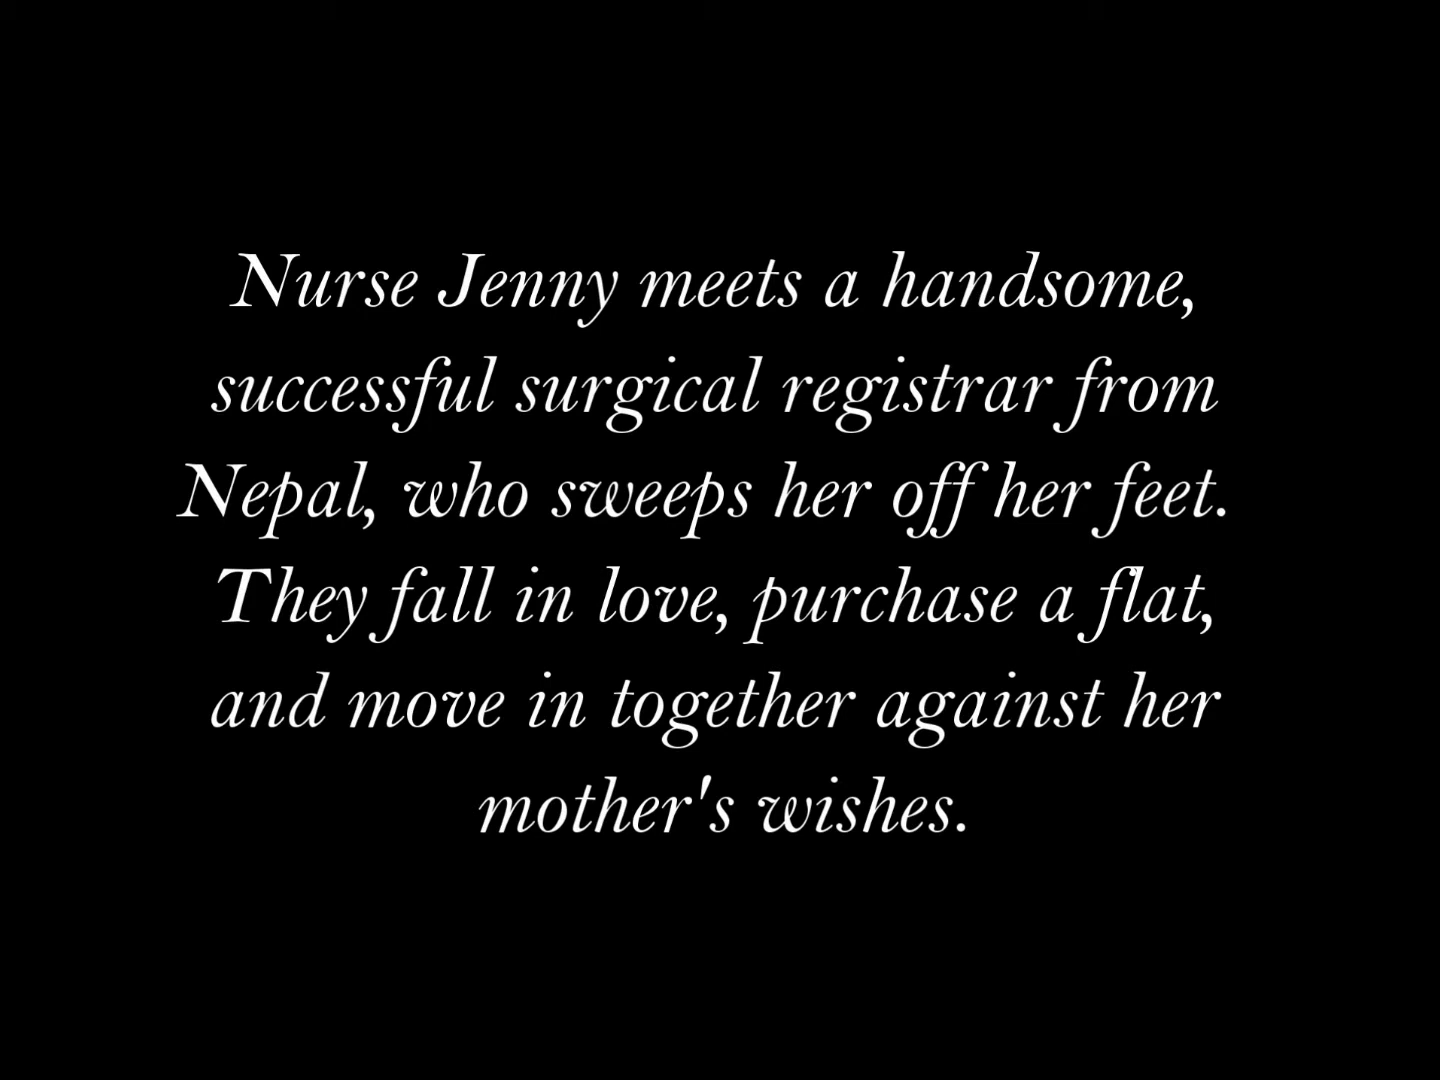 Nurse Jenny meets a handsome,
successful surgical registrar from
Nepal, who sweeps her off her feet.
They fall in love, purchase a flat,
and move in together against her
mother's wishes.